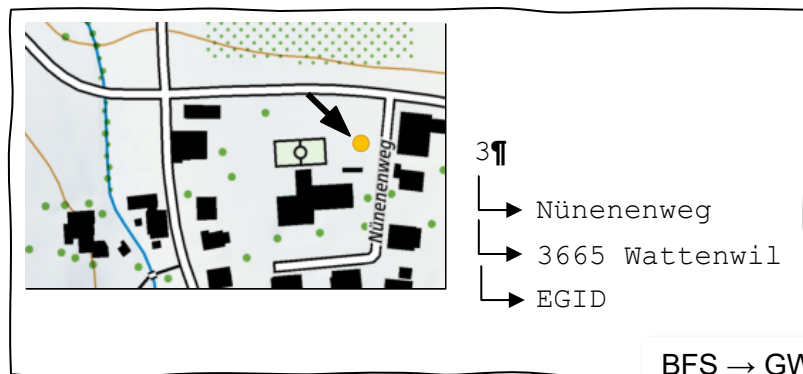 Nünenenweg
3¶
Nünenenweg
3665 Wattenwil
EGID
BFS → GW